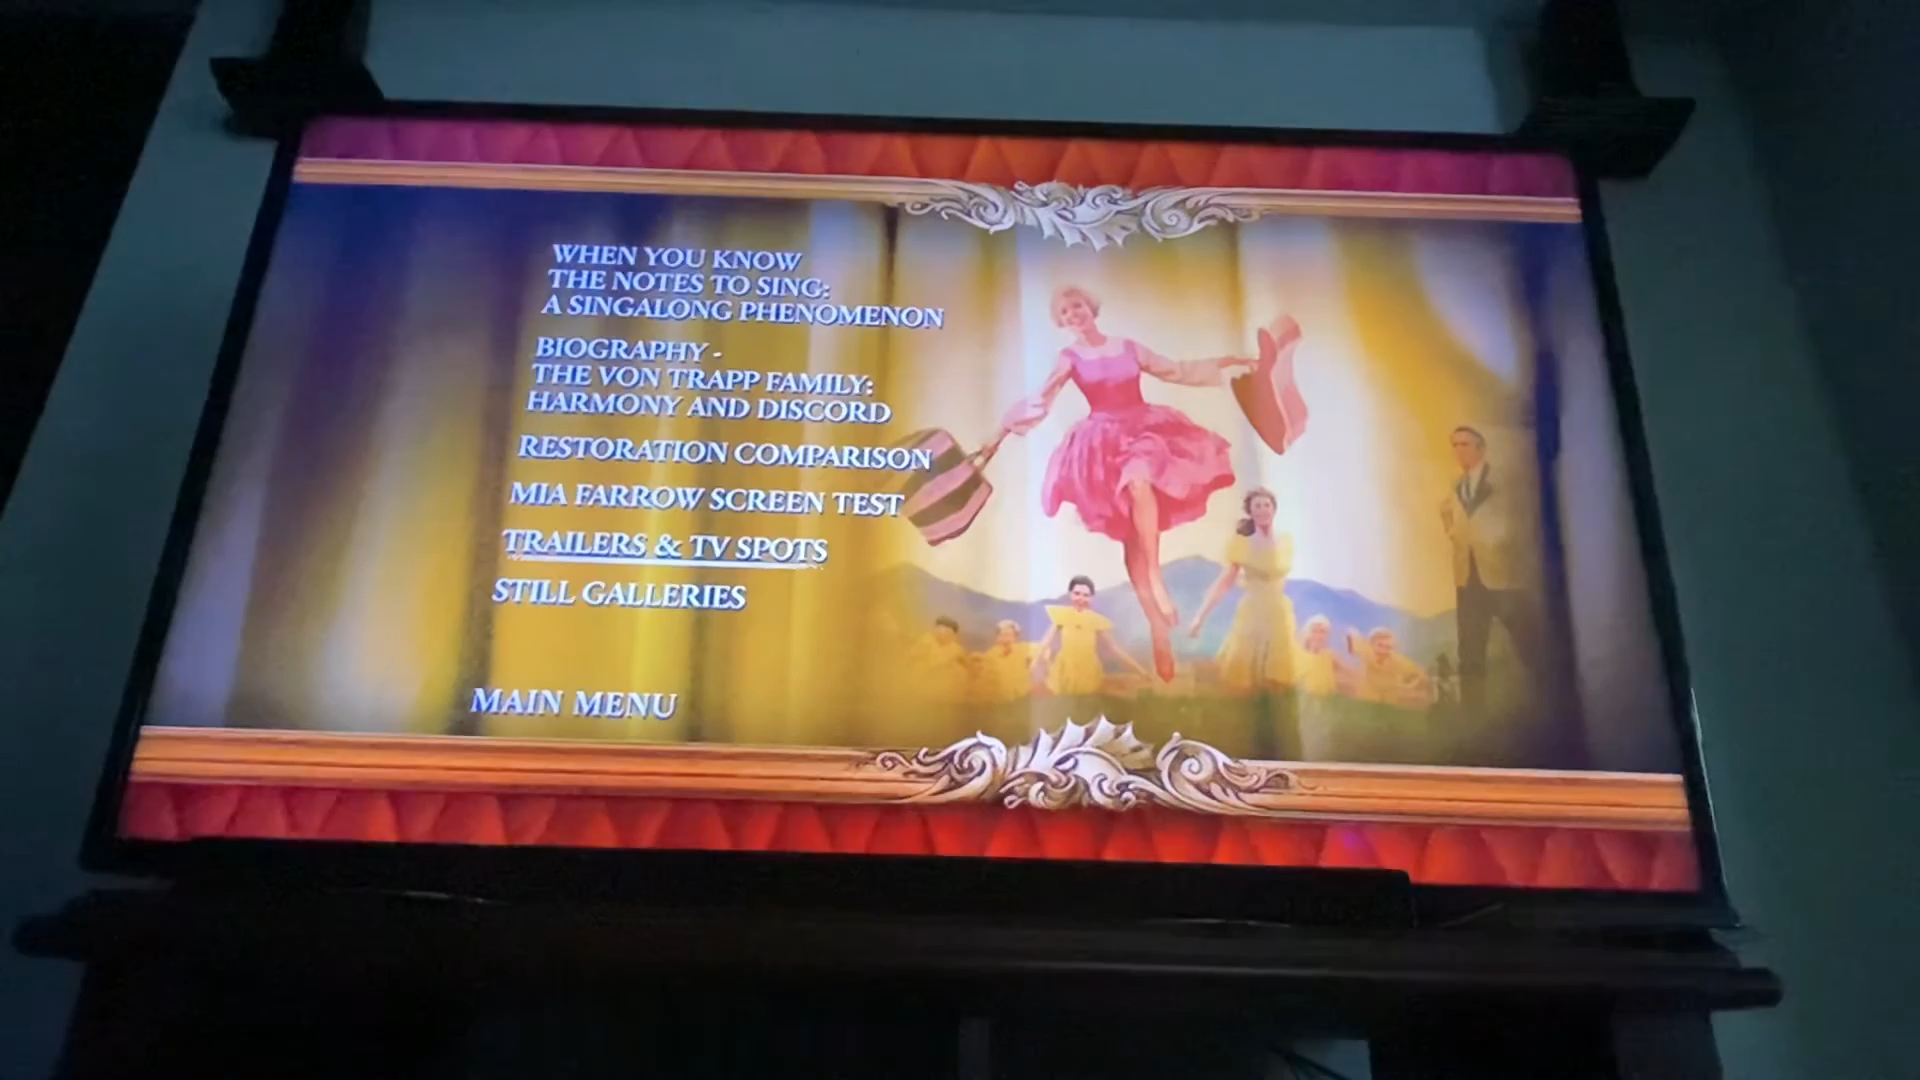 WHEN YOU KNOW
THE NOTES TO SING:
A SINGALONG PHENOMENON
BIOGRAPHY -
THE VON TRAPP FAMILY:
HARMONY AND DISCORD
RESTORATION COMPARISON
MIA FARROW SCREEN TEST
TRAILERS & TV SPOTS
STILL GALLERIES
MAIN MENU